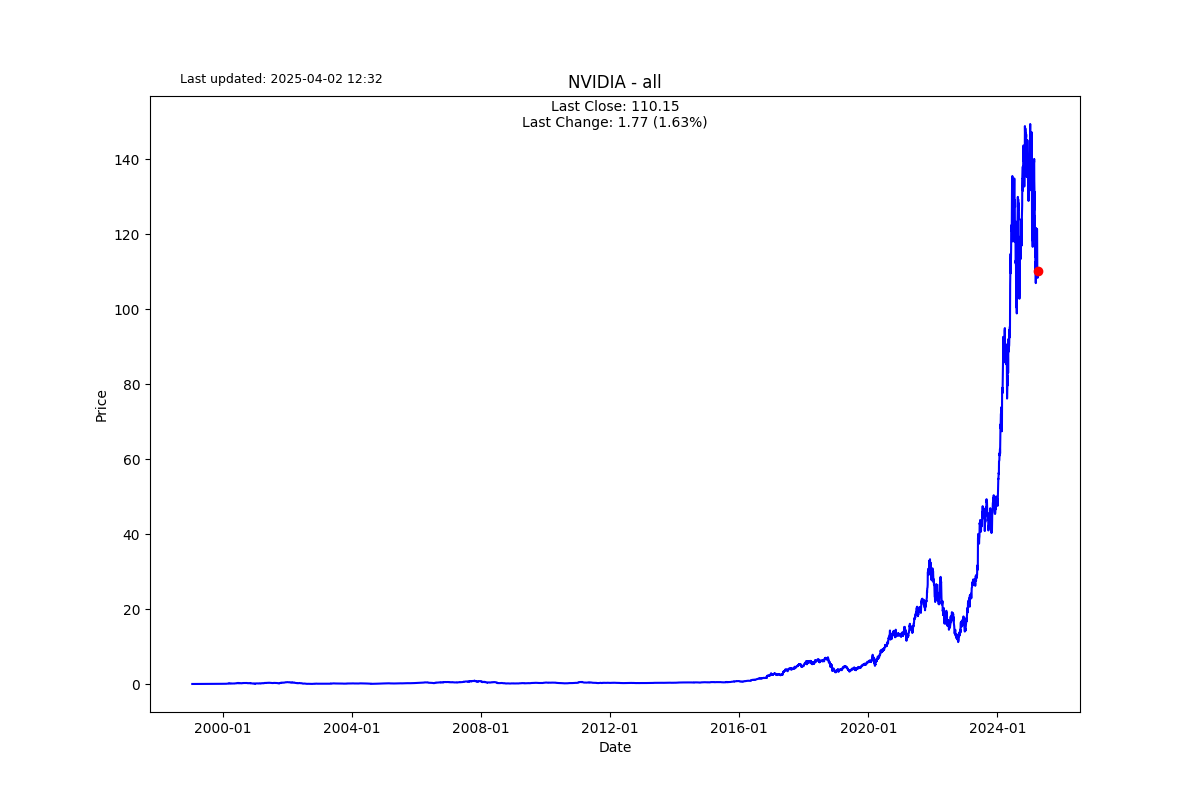 Last updated: 2025-04-02 12:32
NVIDIA - all
Last Close: 110.15
Last Change: 1.77 (1.63%)
140
120
100
80
60
40
20
0
Price
2000-01
2004-01
2008-01
2012-01
2016-01
2020-01
2024-01
Date